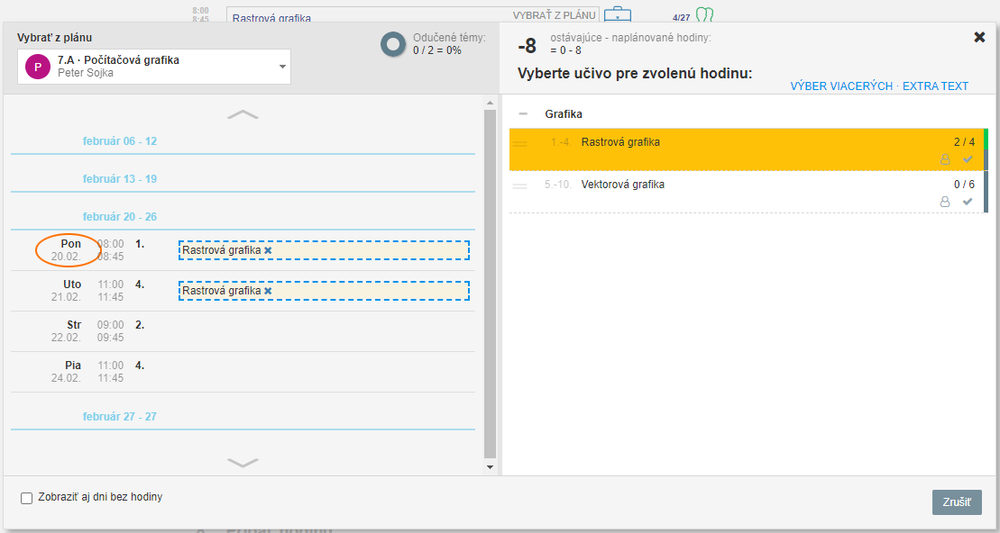 8:00
8:45
Rastrová grafika
VYBRAŤ Z PLÁNU
4/27
Vybrať z plánu
P
7.A · Počítačová grafika
Peter Sojka
Odučené témy:
0 / 2 = 0%
-8
ostávajúce - naplánované hodiny:
= 0 - 8
Vyberte učivo pre zvolenú hodinu:
VÝBER VIACERÝCH · EXTRA TEXT
február 06 - 12
február 13 - 19
február 20 - 26
Pon 08:00 1.
20.02. 08:45
Rastrová grafika
Uto 11:00 4.
21.02. 11:45
Rastrová grafika
Str 09:00 2.
22.02. 09:45
Pia 11:00 4.
24.02. 11:45
február 27 - 27
Grafika
1.-4. Rastrová grafika 2 / 4
5.-10. Vektorová grafika 0 / 6
Zobraziť aj dni bez hodiny
Zrušiť